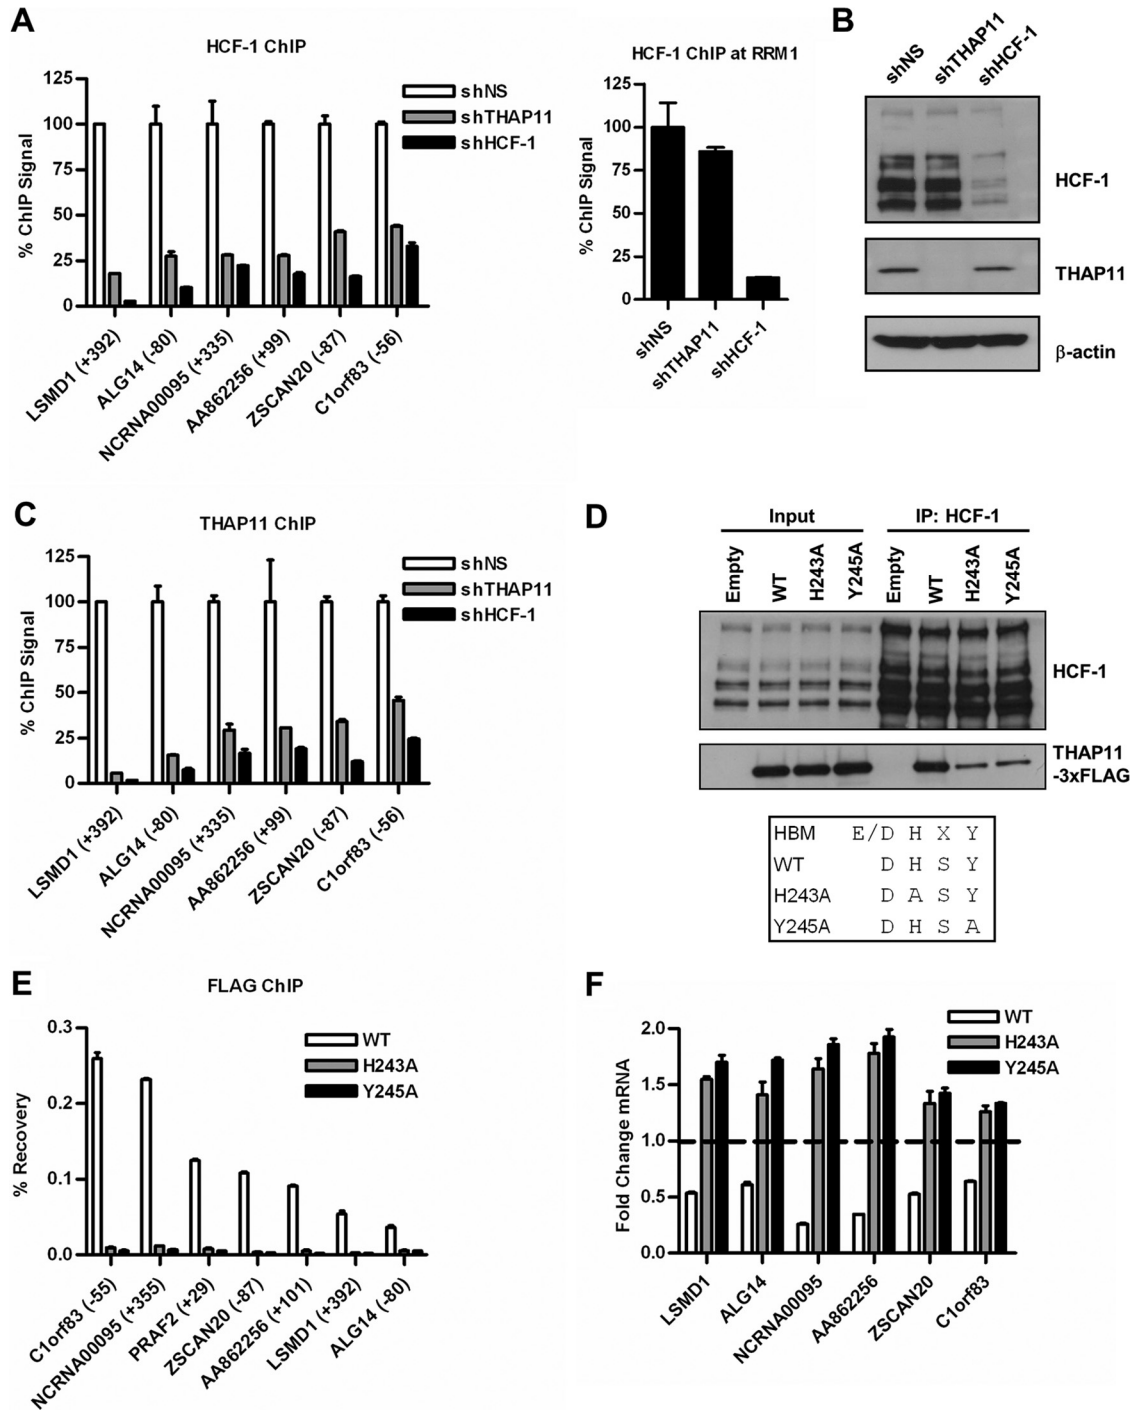 A
HCF-1 ChIP
% ChIP Signal
125
100
75
50
25
0
shNS
shTHAP11
shHCF-1
LSMD1 (+392)
ALG14 (-80)
NCRNA00095 (+335)
AA862256 (+99)
ZSCAN20 (-87)
C1orf83 (-56)
HCF-1 ChIP at RRM1
% ChIP Signal
125
100
75
50
25
0
shNS
shTHAP11
shHCF-1
B
shNS
shTHAP11
shHCF-1
HCF-1
THAP11
β-actin
C
THAP11 ChIP
% ChIP Signal
125
100
75
50
25
0
shNS
shTHAP11
shHCF-1
LSMD1 (+392)
ALG14 (-80)
NCRNA00095 (+335)
AA862256 (+99)
ZSCAN20 (-87)
C1orf83 (-56)
D
Input
IP: HCF-1
Empty
WT
H243A
Y245A
Empty
WT
H243A
Y245A
HCF-1
THAP11
-3xFLAG
HBM E/D H X Y
WT D H S Y
H243A D A S Y
Y245A D H S A
E
FLAG ChIP
% Recovery
0.3
0.2
0.1
0.0
WT
H243A
Y245A
C1orf83 (-55)
NCRNA00095 (+355)
PRAF2 (+29)
ZSCAN20 (-87)
AA862256 (+101)
LSMD1 (+392)
ALG14 (-80)
F
Fold Change mRNA
2.0
1.5
1.0
0.5
0.0
WT
H243A
Y245A
LSMD1
ALG14
NCRNA00095
AA862256
ZSCAN20
C1orf83